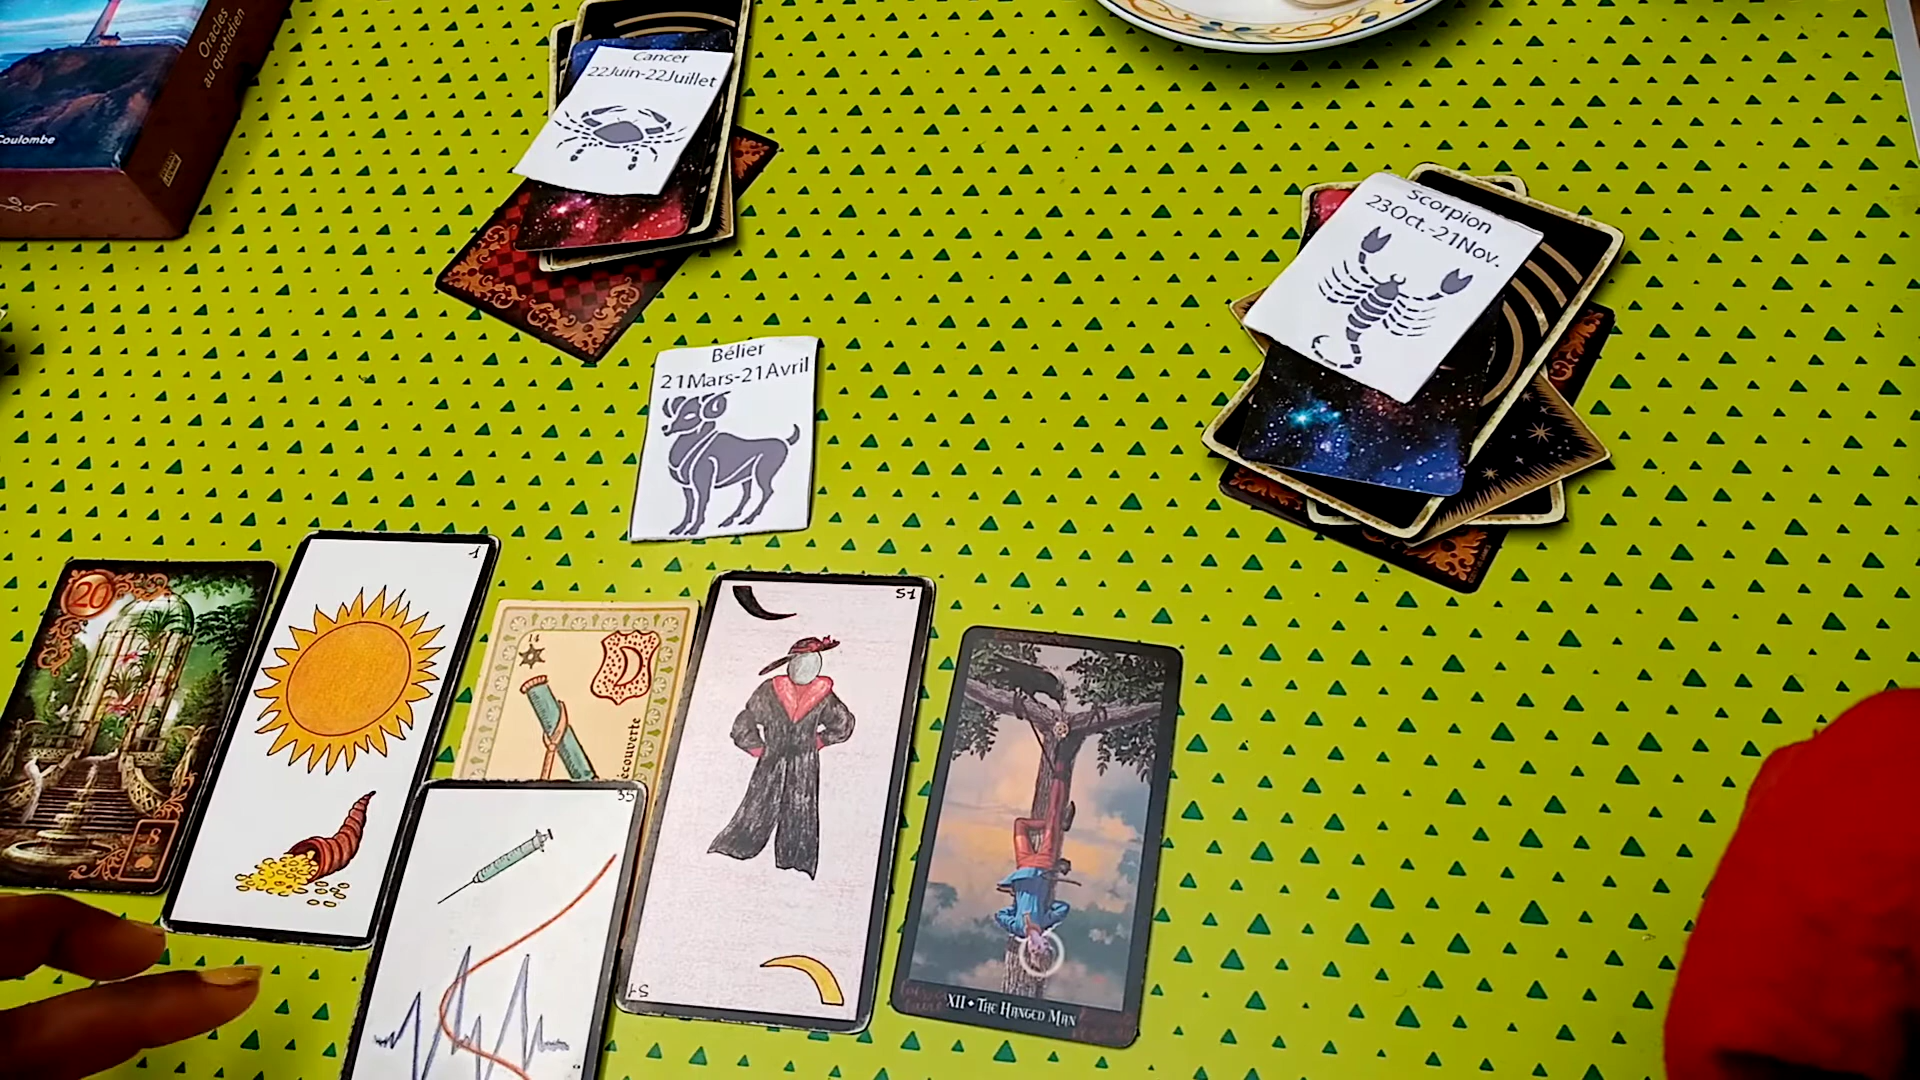 Oracles
au quotidien
Coulombe
Cancer
22Juin-22Juillet
Scorpion
23Oct.-21Nov.
Bélier
21Mars-21Avril
20
8
1
14
écouverte
35
51
51
XII • THE HANGED MAN